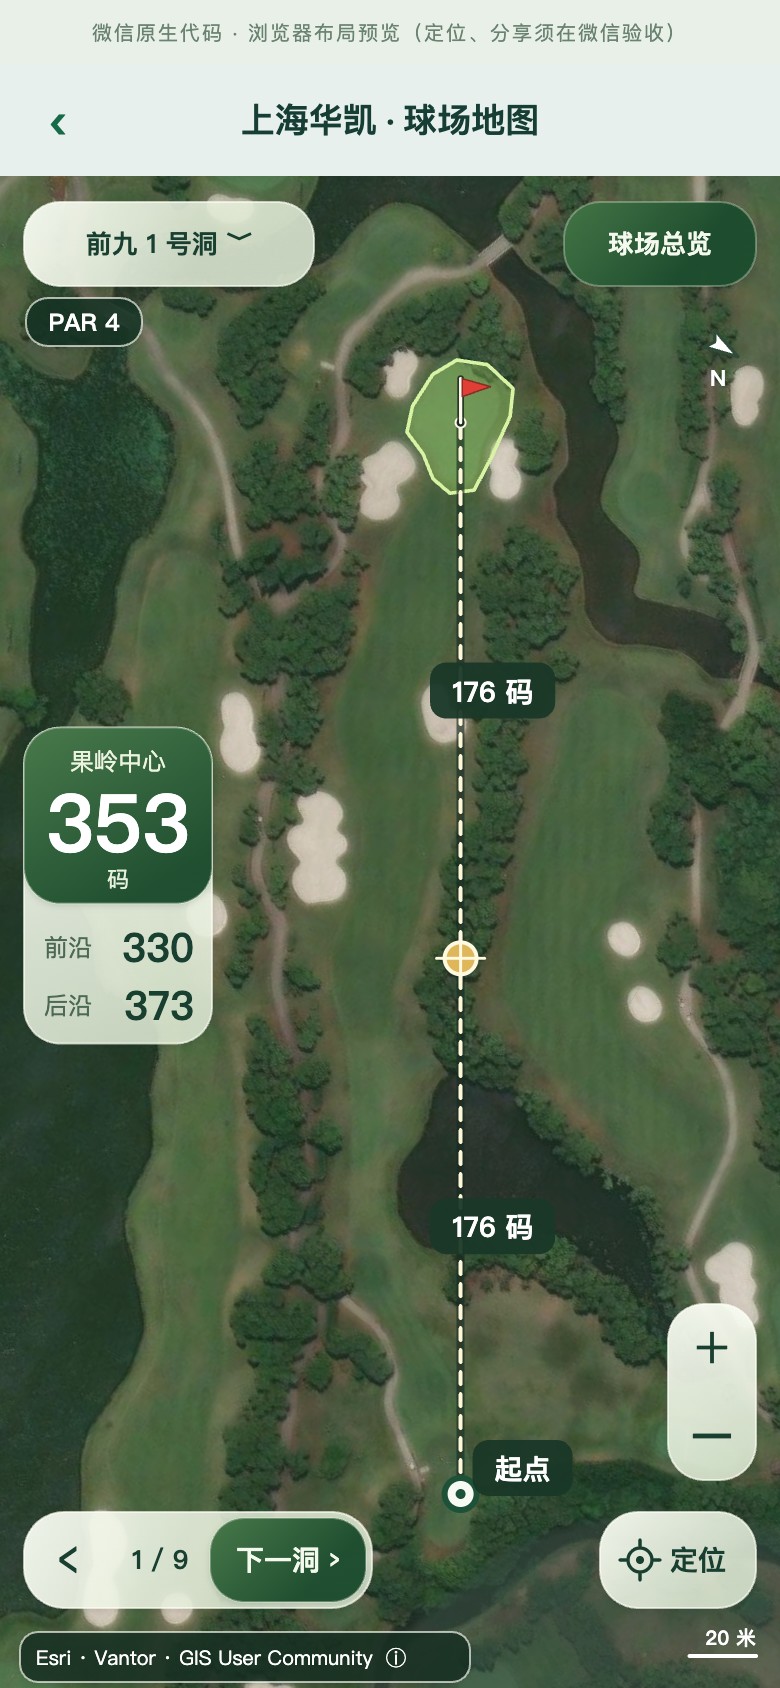 微信原生代码 · 浏览器布局预览（定位、分享须在微信验收）
‹ 上海华凯 · 球场地图
前九 1 号洞
球场总览
PAR 4
N
176 码
果岭中心
353
码
前沿 330
后沿 373
176 码
+
−
起点
< 1 / 9 下一洞 ›
定位
20 米
Esri · Vantor · GIS User Community ⓘ